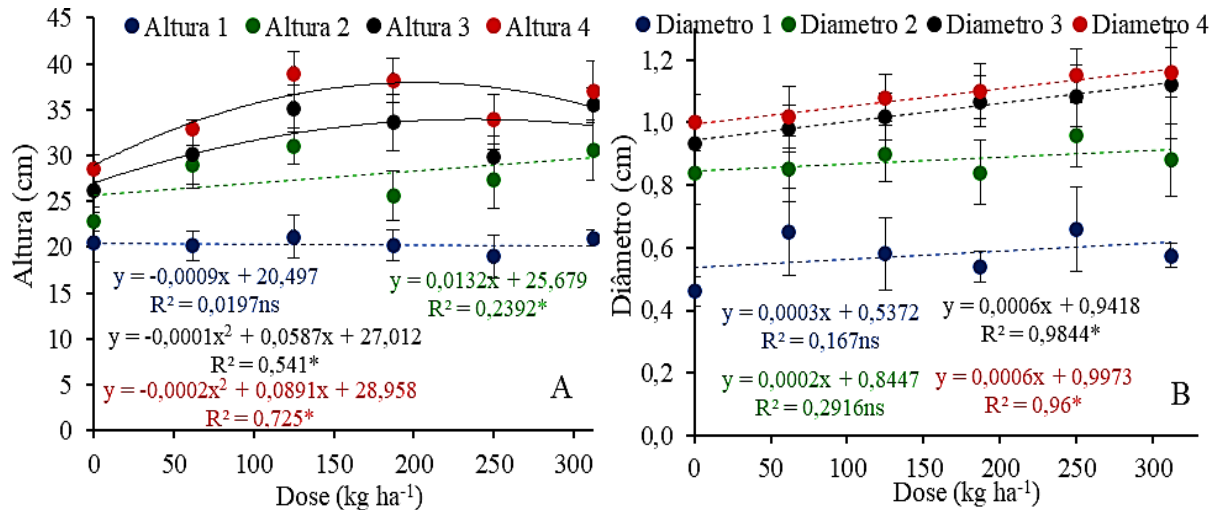 Altura 1 Altura 2 Altura 3 Altura 4
45
40
35
30
25
20
15
10
5
0
Altura (cm)
y = -0,0009x + 20,497
R² = 0,0197ns
y = 0,0132x + 25,679
R² = 0,2392*
y = -0,0001x² + 0,0587x + 27,012
R² = 0,541*
y = -0,0002x² + 0,0891x + 28,958
R² = 0,725*
A
0 50 100 150 200 250 300
Dose (kg ha⁻¹)
Diametro 1 Diametro 2 Diametro 3 Diametro 4
1,2
1,0
0,8
0,6
0,4
0,2
0,0
Diâmetro (cm)
y = 0,0003x + 0,5372
R² = 0,167ns
y = 0,0006x + 0,9418
R² = 0,9844*
y = 0,0002x + 0,8447
R² = 0,2916ns
y = 0,0006x + 0,9973
R² = 0,96*
B
0 50 100 150 200 250 300
Dose (kg ha⁻¹)